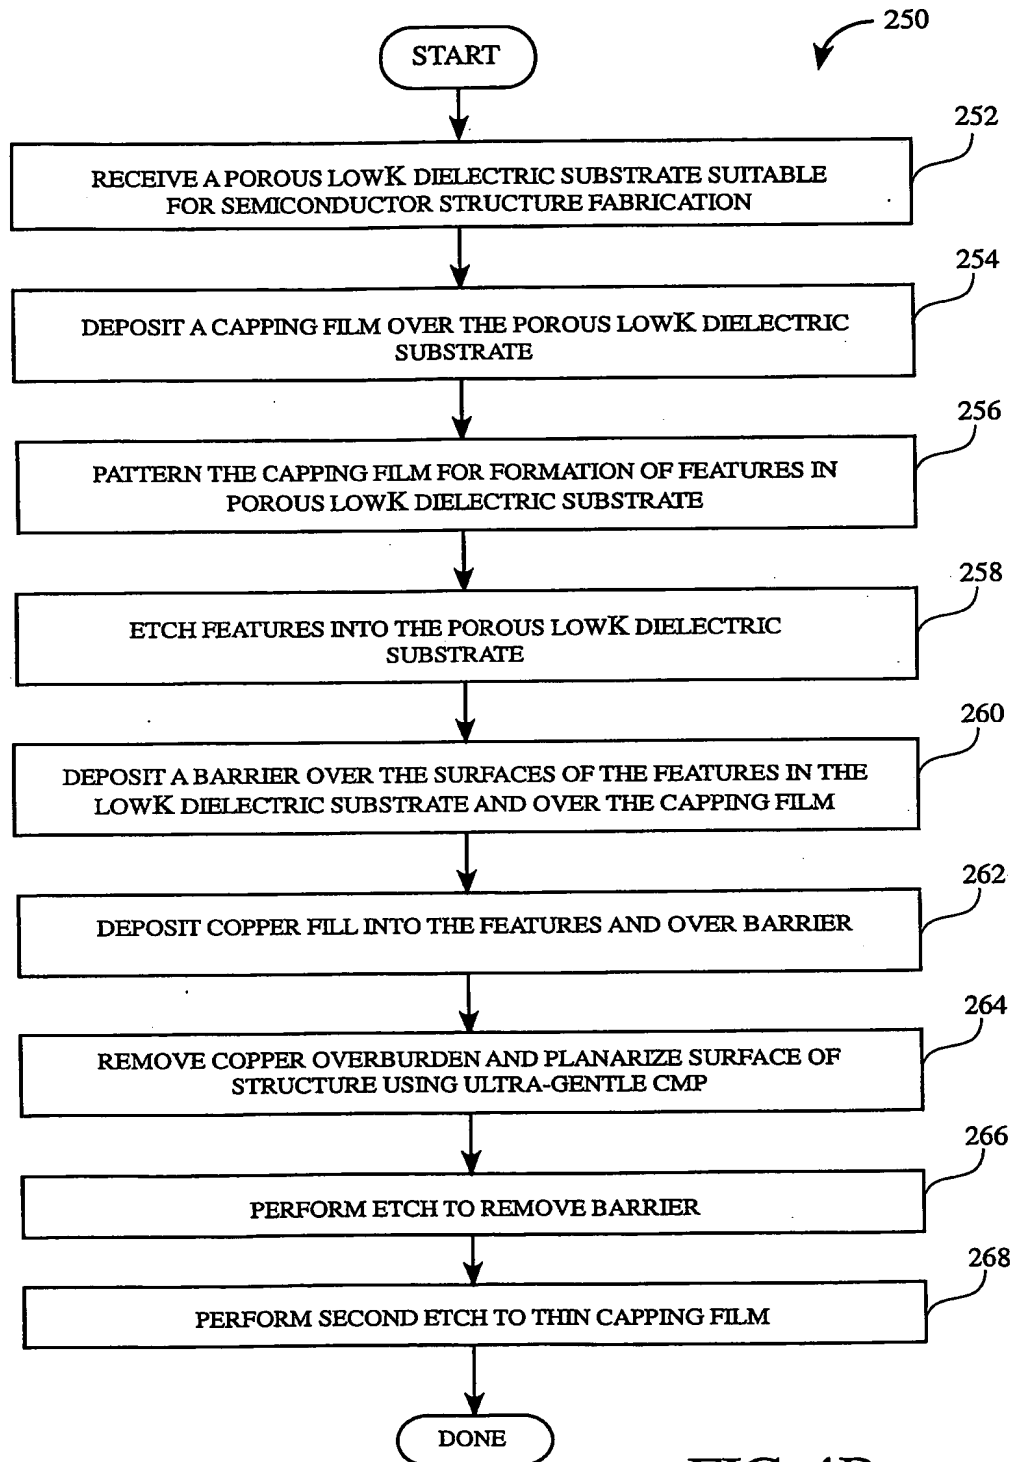 250
START
252
RECEIVE A POROUS LOWK DIELECTRIC SUBSTRATE SUITABLE
FOR SEMICONDUCTOR STRUCTURE FABRICATION
254
DEPOSIT A CAPPING FILM OVER THE POROUS LOWK DIELECTRIC
SUBSTRATE
256
PATTERN THE CAPPING FILM FOR FORMATION OF FEATURES IN
POROUS LOWK DIELECTRIC SUBSTRATE
258
ETCH FEATURES INTO THE POROUS LOWK DIELECTRIC
SUBSTRATE
260
DEPOSIT A BARRIER OVER THE SURFACES OF THE FEATURES IN THE
LOWK DIELECTRIC SUBSTRATE AND OVER THE CAPPING FILM
262
DEPOSIT COPPER FILL INTO THE FEATURES AND OVER BARRIER
264
REMOVE COPPER OVERBURDEN AND PLANARIZE SURFACE OF
STRUCTURE USING ULTRA-GENTLE CMP
266
PERFORM ETCH TO REMOVE BARRIER
268
PERFORM SECOND ETCH TO THIN CAPPING FILM
DONE